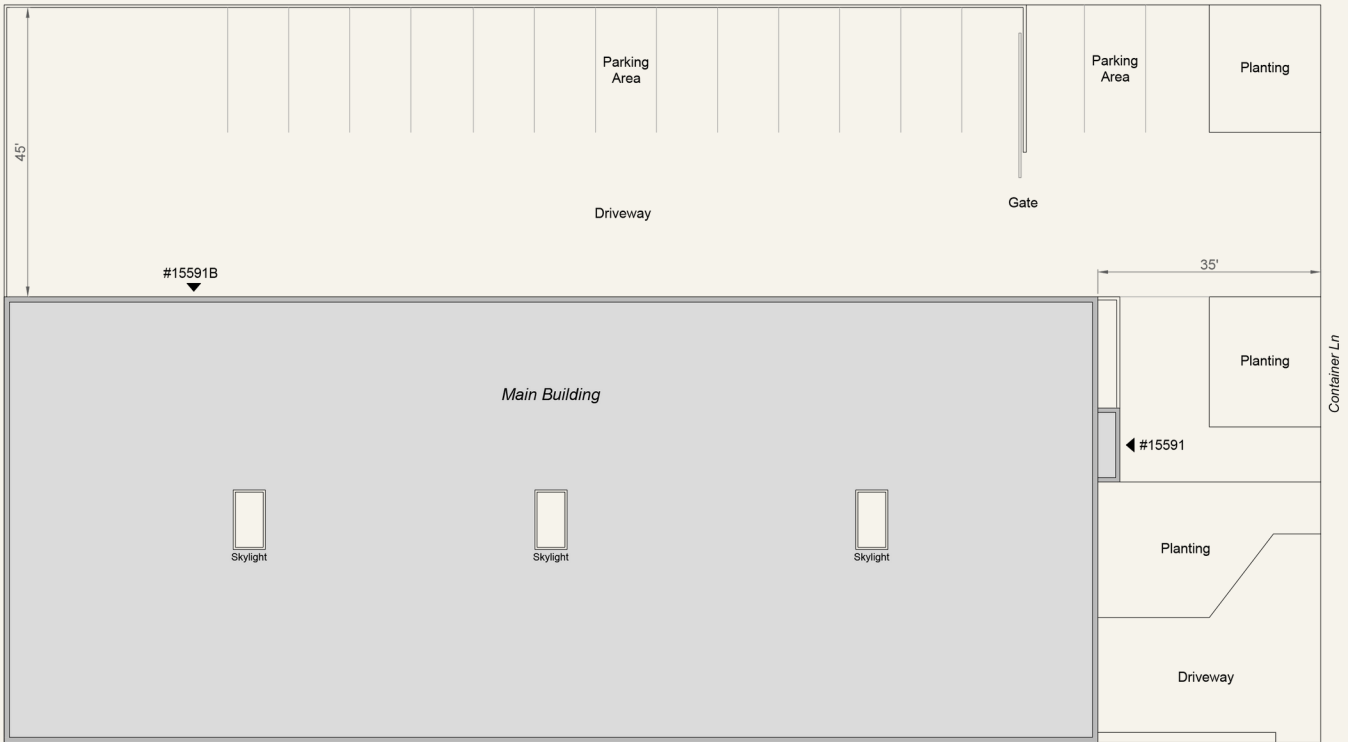 Parking
Area
Parking
Area
Planting
45'
Gate
Driveway
35'
#15591B
Planting
Container Ln
Main Building
#15591
Planting
Skylight
Skylight
Skylight
Driveway